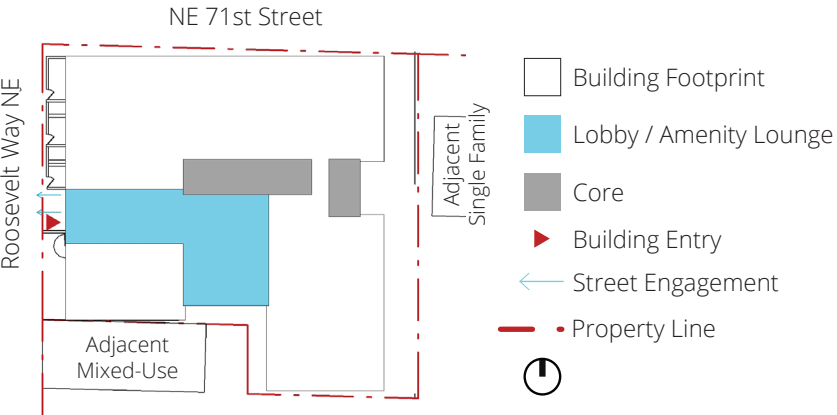 NE 71st Street
Roosevelt Way NE
Adjacent
Single Family
Adjacent
Mixed-Use
Building Footprint
Lobby / Amenity Lounge
Core
Building Entry
Street Engagement
Property Line